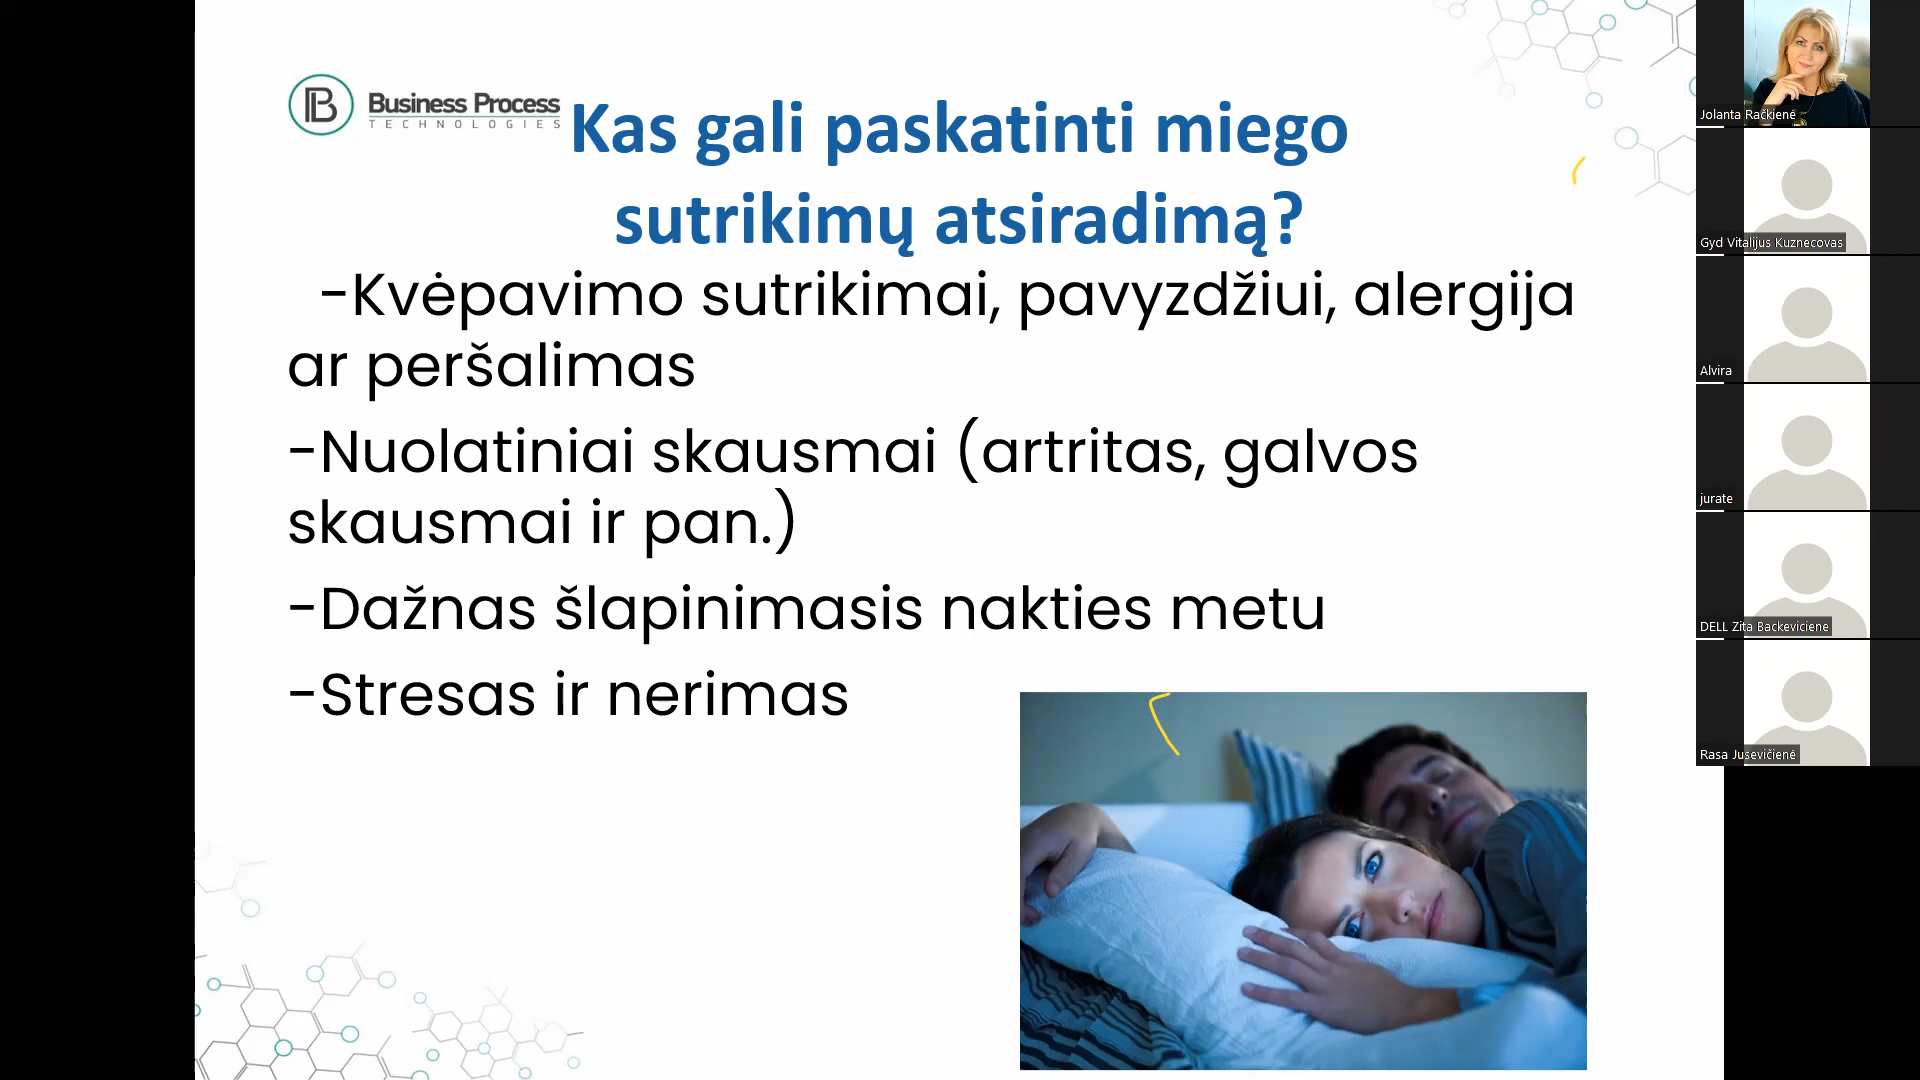 Business Process
TECHNOLOGIES
Kas gali paskatinti miego
sutrikimų atsiradimą?
-Kvėpavimo sutrikimai, pavyzdžiui, alergija
ar peršalimas
-Nuolatiniai skausmai (artritas, galvos
skausmai ir pan.)
-Dažnas šlapinimasis nakties metu
-Stresas ir nerimas
Jolanta Račkienė
Gyd Vitalijus Kuznecovas
Alvira
jurate
DELL Zita Backeviciene
Rasa Jusevičienė